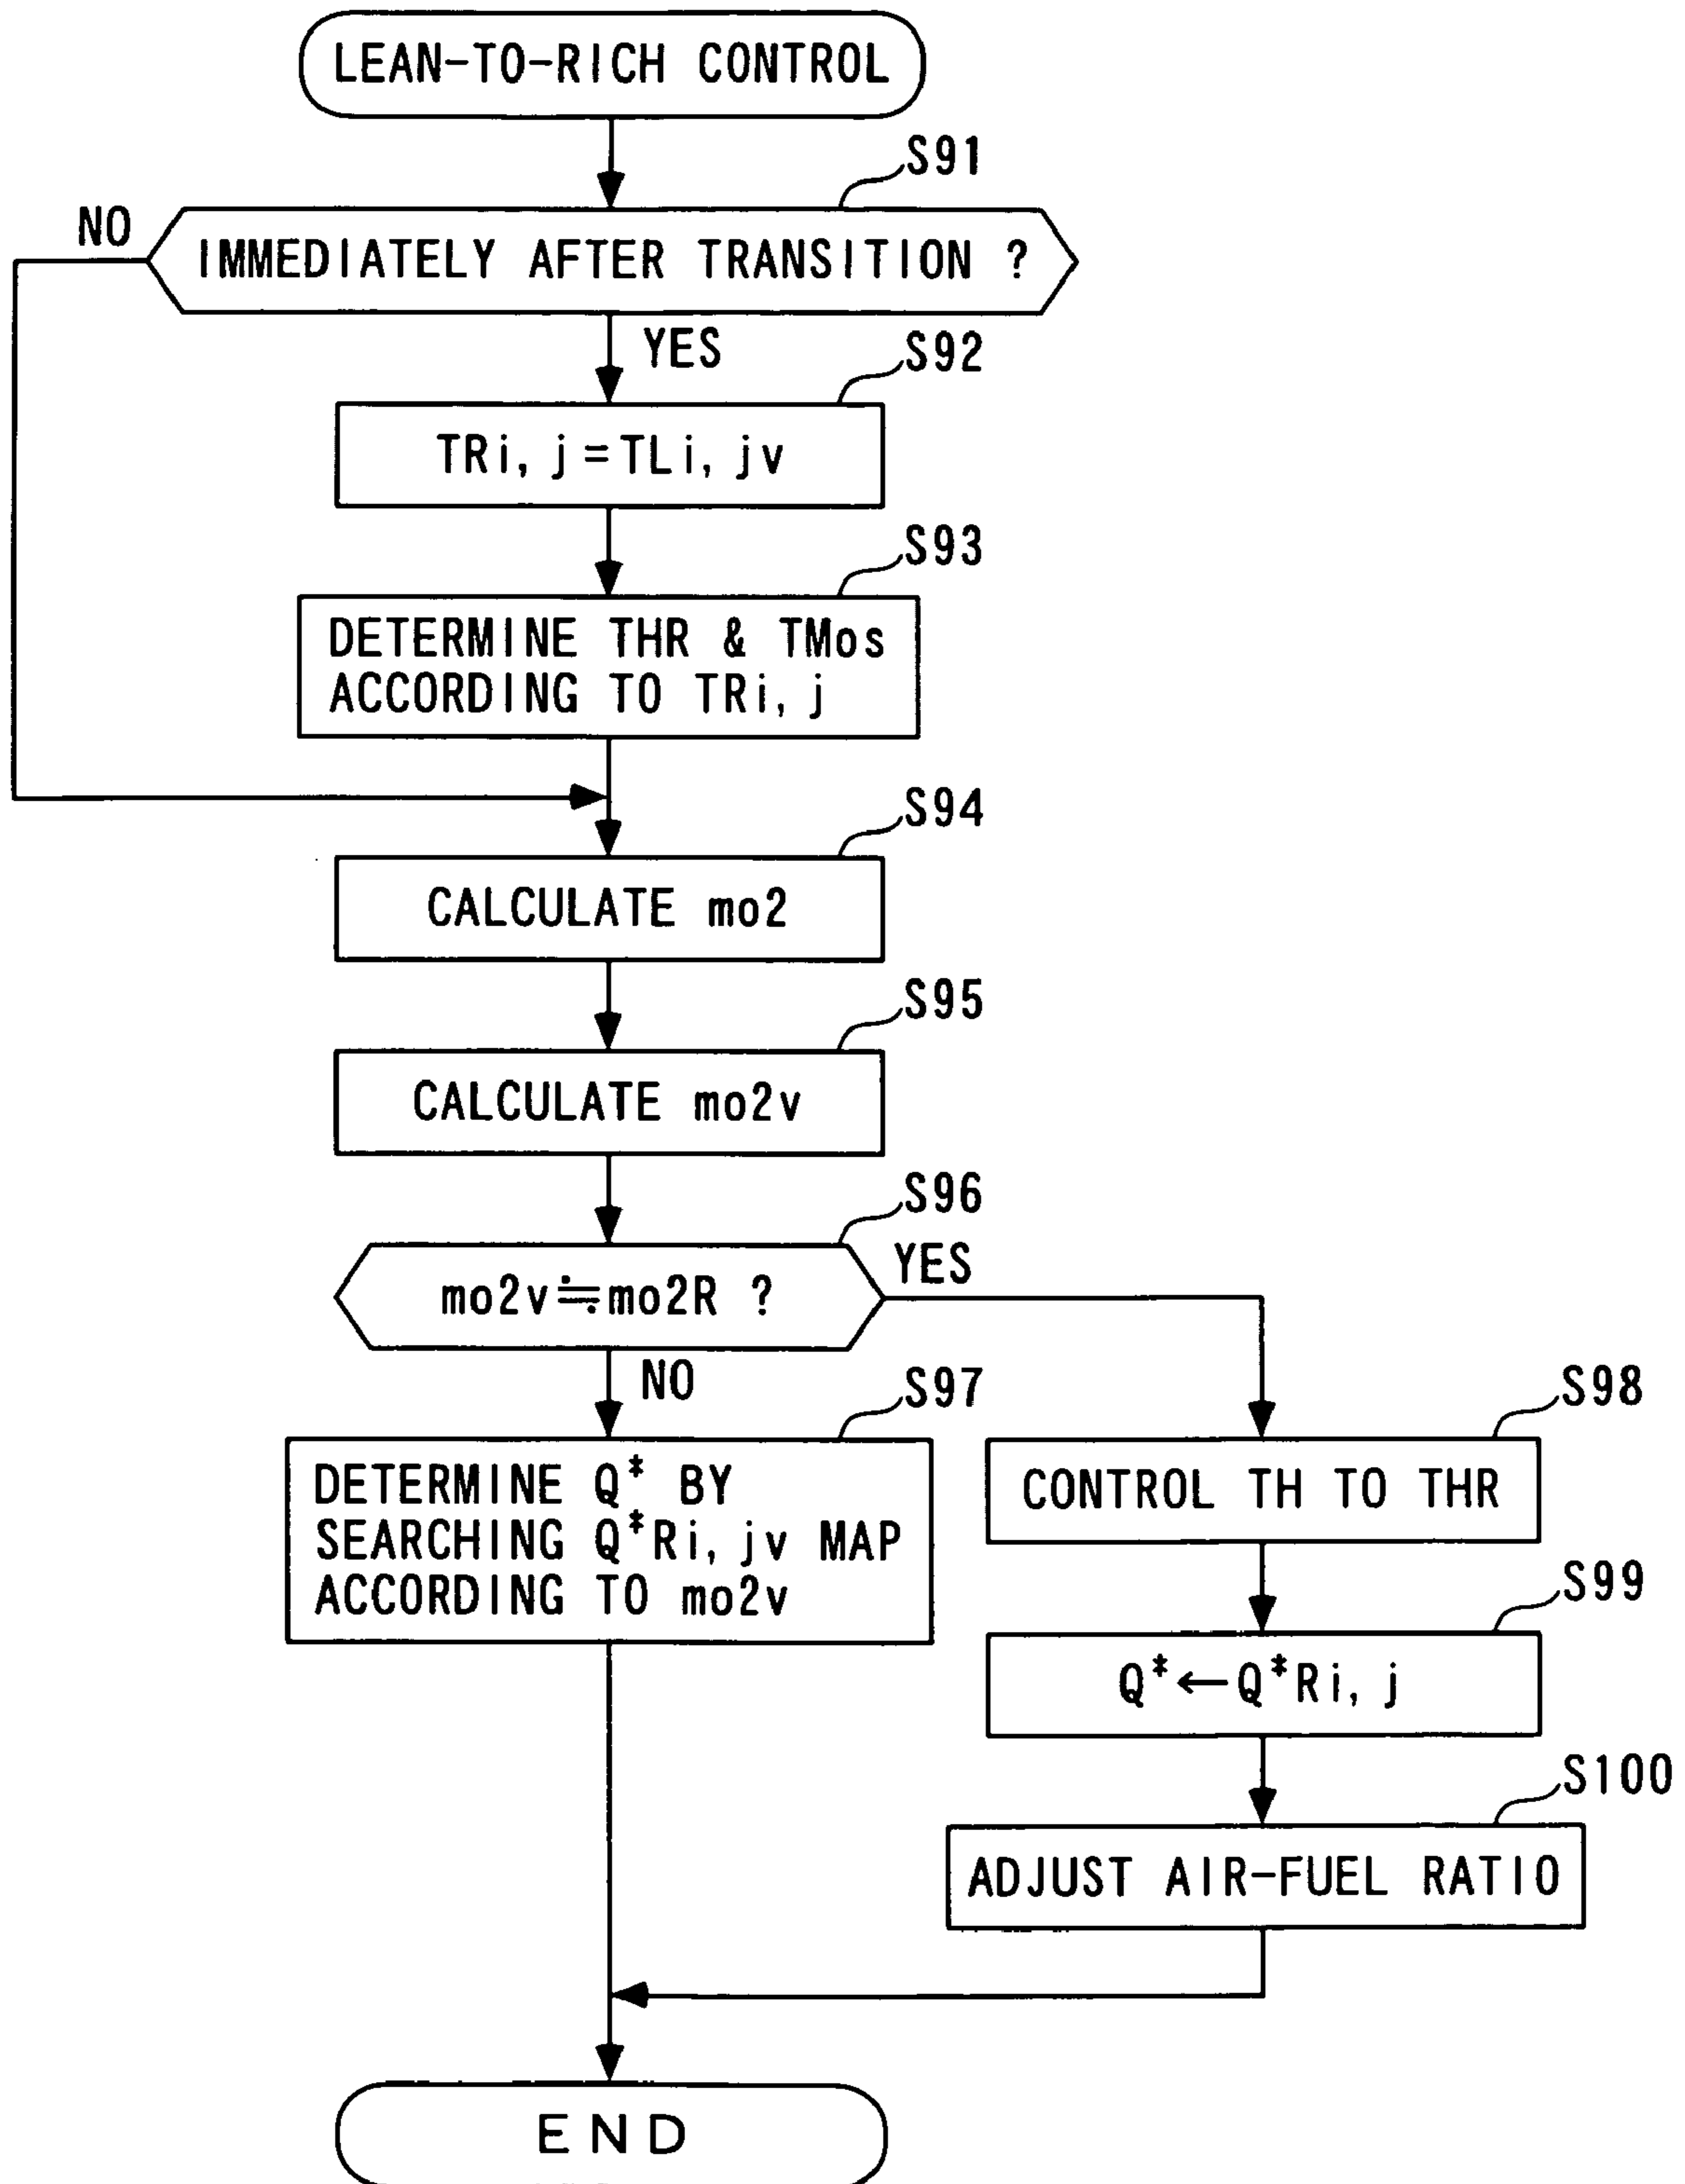 LEAN-TO-RICH CONTROL
S91
NO
IMMEDIATELY AFTER TRANSITION ?
YES
S92
TRi, j=TLi, jv
S93
DETERMINE THR & TMos
ACCORDING TO TRi, j
S94
CALCULATE mo2
S95
CALCULATE mo2v
S96
mo2v≒mo2R ?
YES
NO
S97
DETERMINE Q* BY
SEARCHING Q*Ri, jv MAP
ACCORDING TO mo2v
S98
CONTROL TH TO THR
S99
Q*←Q*Ri, j
S100
ADJUST AIR-FUEL RATIO
END